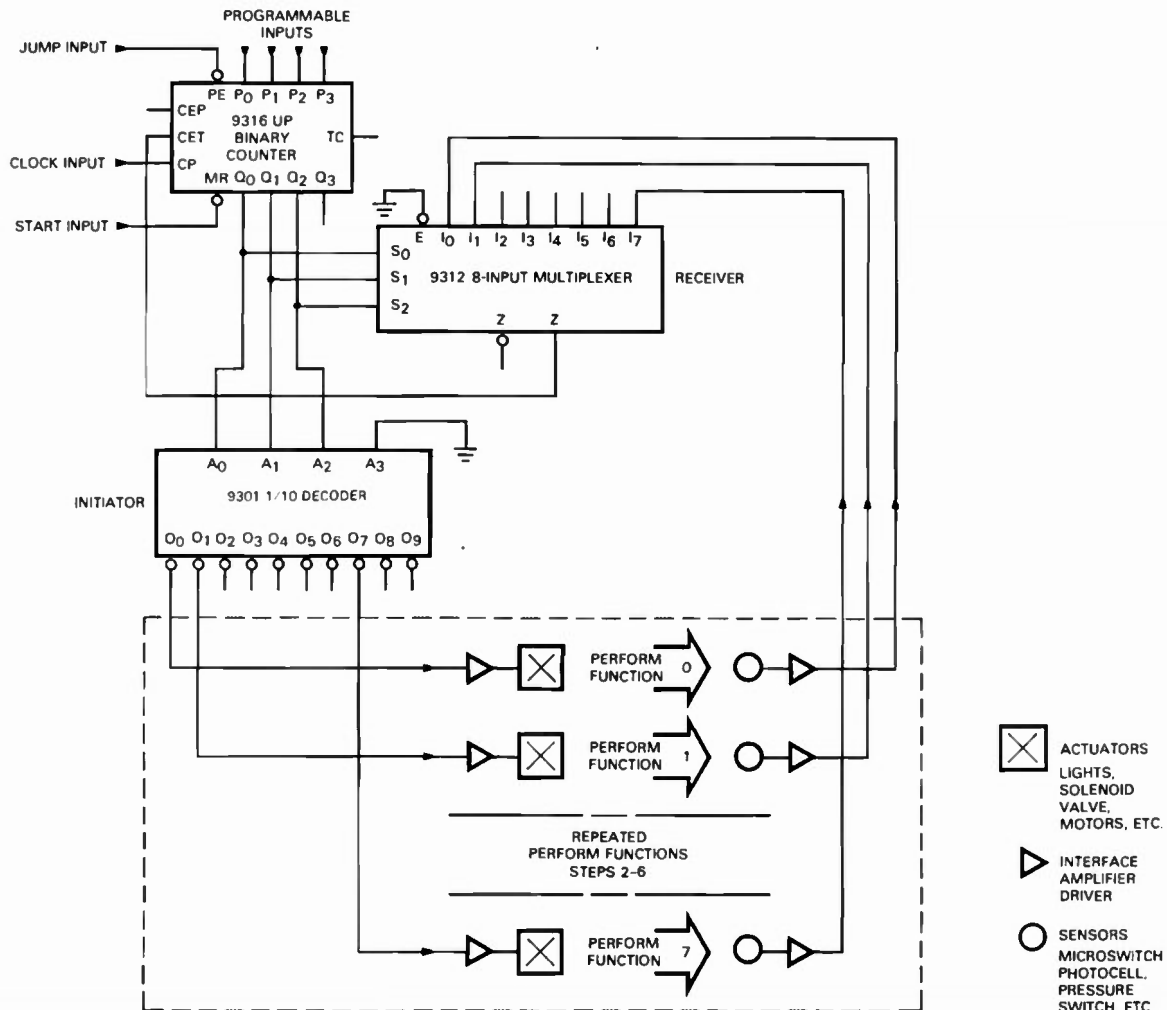 PROGRAMMABLE
INPUTS
JUMP INPUT
PE P0 P1 P2 P3
CEP
9316 UP
BINARY
COUNTER
CET
TC
CLOCK INPUT
CP
MR Q0 Q1 Q2 Q3
START INPUT
E I0 I1 I2 I3 I4 I5 I6 I7
S0
S1
S2
9312 8-INPUT MULTIPLEXER
RECEIVER
Z Z
A0 A1 A2 A3
INITIATOR
9301 1/10 DECODER
O0 O1 O2 O3 O4 O5 O6 O7 O8 O9
PERFORM
FUNCTION
0
PERFORM
FUNCTION
1
REPEATED
PERFORM FUNCTIONS
STEPS 2-6
PERFORM
FUNCTION
7
ACTUATORS
LIGHTS,
SOLENOID
VALVE,
MOTORS, ETC.
INTERFACE
AMPLIFIER
DRIVER
SENSORS
MICROSWITCH
PHOTOCELL,
PRESSURE
SWITCH, ETC